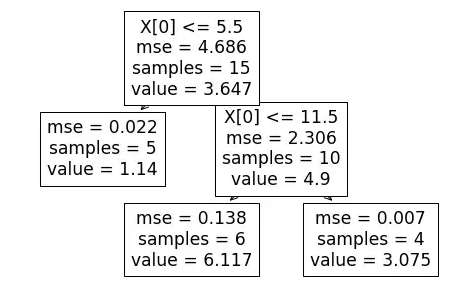 X[0] <= 5.5
mse = 4.686
samples = 15
value = 3.647
mse = 0.022
samples = 5
value = 1.14
X[0] <= 11.5
mse = 2.306
samples = 10
value = 4.9
mse = 0.138
samples = 6
value = 6.117
mse = 0.007
samples = 4
value = 3.075